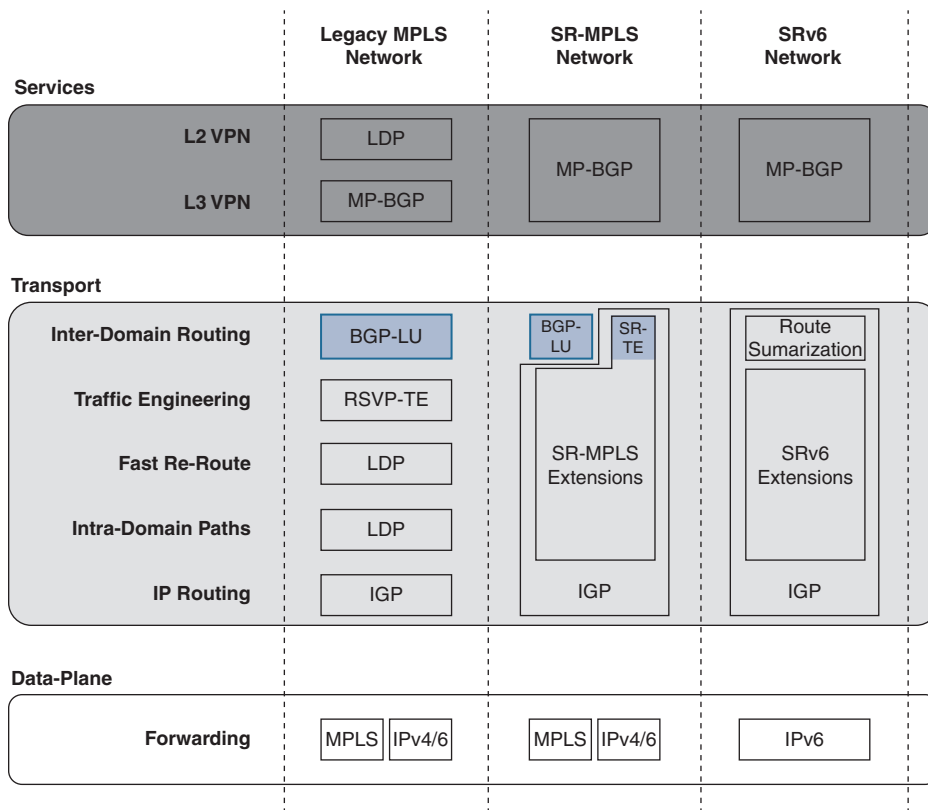 Legacy MPLS
Network
SR-MPLS
Network
SRv6
Network
Services
L2 VPN
LDP
MP-BGP
MP-BGP
L3 VPN
MP-BGP
Transport
Inter-Domain Routing
BGP-LU
BGP-
LU
SR-
TE
Route
Sumarization
Traffic Engineering
RSVP-TE
Fast Re-Route
LDP
SR-MPLS
Extensions
SRv6
Extensions
Intra-Domain Paths
LDP
IP Routing
IGP
IGP
IGP
Data-Plane
Forwarding
MPLS
IPv4/6
MPLS
IPv4/6
IPv6